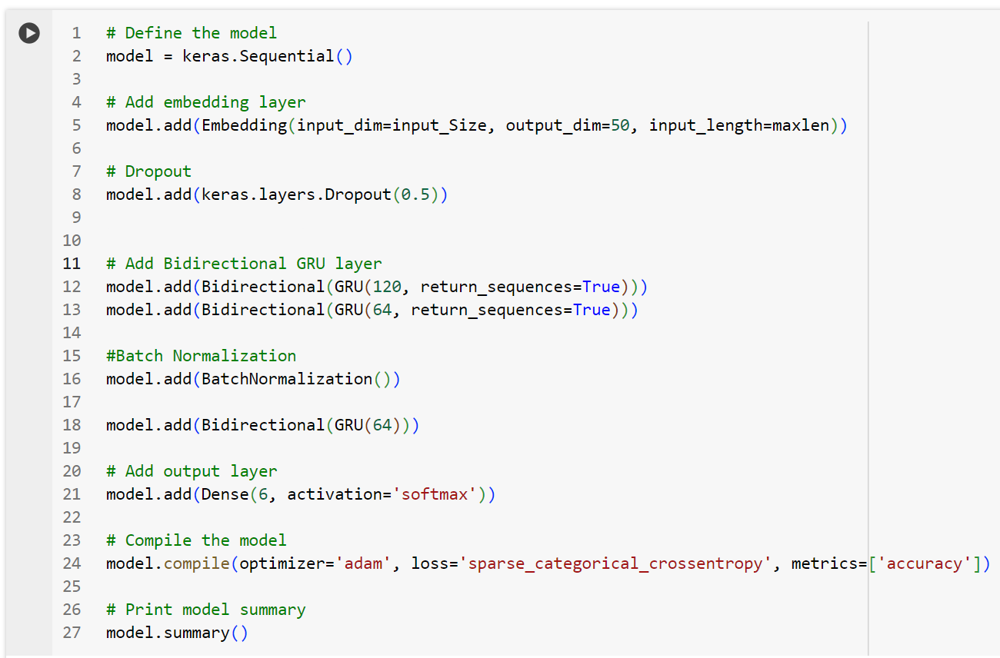 1 # Define the model
2 model = keras.Sequential()
3
4 # Add embedding layer
5 model.add(Embedding(input_dim=input_Size, output_dim=50, input_length=maxlen))
6
7 # Dropout
8 model.add(keras.layers.Dropout(0.5))
9
10
11 # Add Bidirectional GRU layer
12 model.add(Bidirectional(GRU(120, return_sequences=True)))
13 model.add(Bidirectional(GRU(64, return_sequences=True)))
14
15 #Batch Normalization
16 model.add(BatchNormalization())
17
18 model.add(Bidirectional(GRU(64)))
19
20 # Add output layer
21 model.add(Dense(6, activation='softmax'))
22
23 # Compile the model
24 model.compile(optimizer='adam', loss='sparse_categorical_crossentropy', metrics=['accuracy'])
25
26 # Print model summary
27 model.summary()